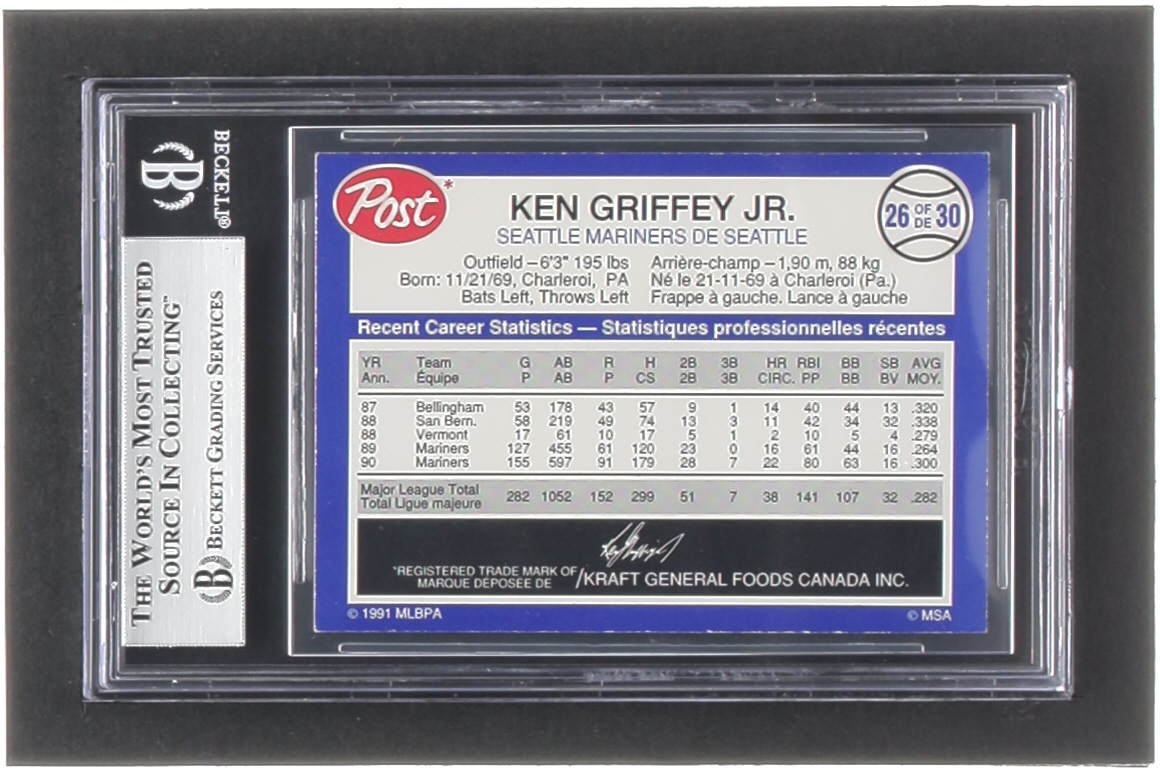 BECKETT®
THE WORLD'S MOST TRUSTED
SOURCE IN COLLECTING™
BECKETT GRADING SERVICES
Post*
KEN GRIFFEY JR.
26 OF DE 30
SEATTLE MARINERS DE SEATTLE
Outfield – 6'3" 195 lbs Arrière-champ – 1,90 m, 88 kg
Born: 11/21/69, Charleroi, PA Né le 21-11-69 à Charleroi (Pa.)
Bats Left, Throws Left Frappe à gauche. Lance à gauche
Recent Career Statistics — Statistiques professionnelles récentes
YR Team G AB R H 2B 3B HR RBI BB SB AVG
Ann. Équipe P AB P CS 2B 3B CIRC. PP BB BV MOY.
87 Bellingham 53 178 43 57 9 1 14 40 44 13 .320
88 San Bern. 58 219 49 74 13 3 11 42 34 32 .338
88 Vermont 17 61 10 17 5 1 2 10 5 4 .279
89 Mariners 127 455 61 120 23 0 16 61 44 16 .264
90 Mariners 155 597 91 179 28 7 22 80 63 16 .300
Major League Total 282 1052 152 299 51 7 38 141 107 32 .282
Total Ligue majeure
*REGISTERED TRADE MARK OF
MARQUE DEPOSÉE DE / KRAFT GENERAL FOODS CANADA INC.
© 1991 MLBPA © MSA